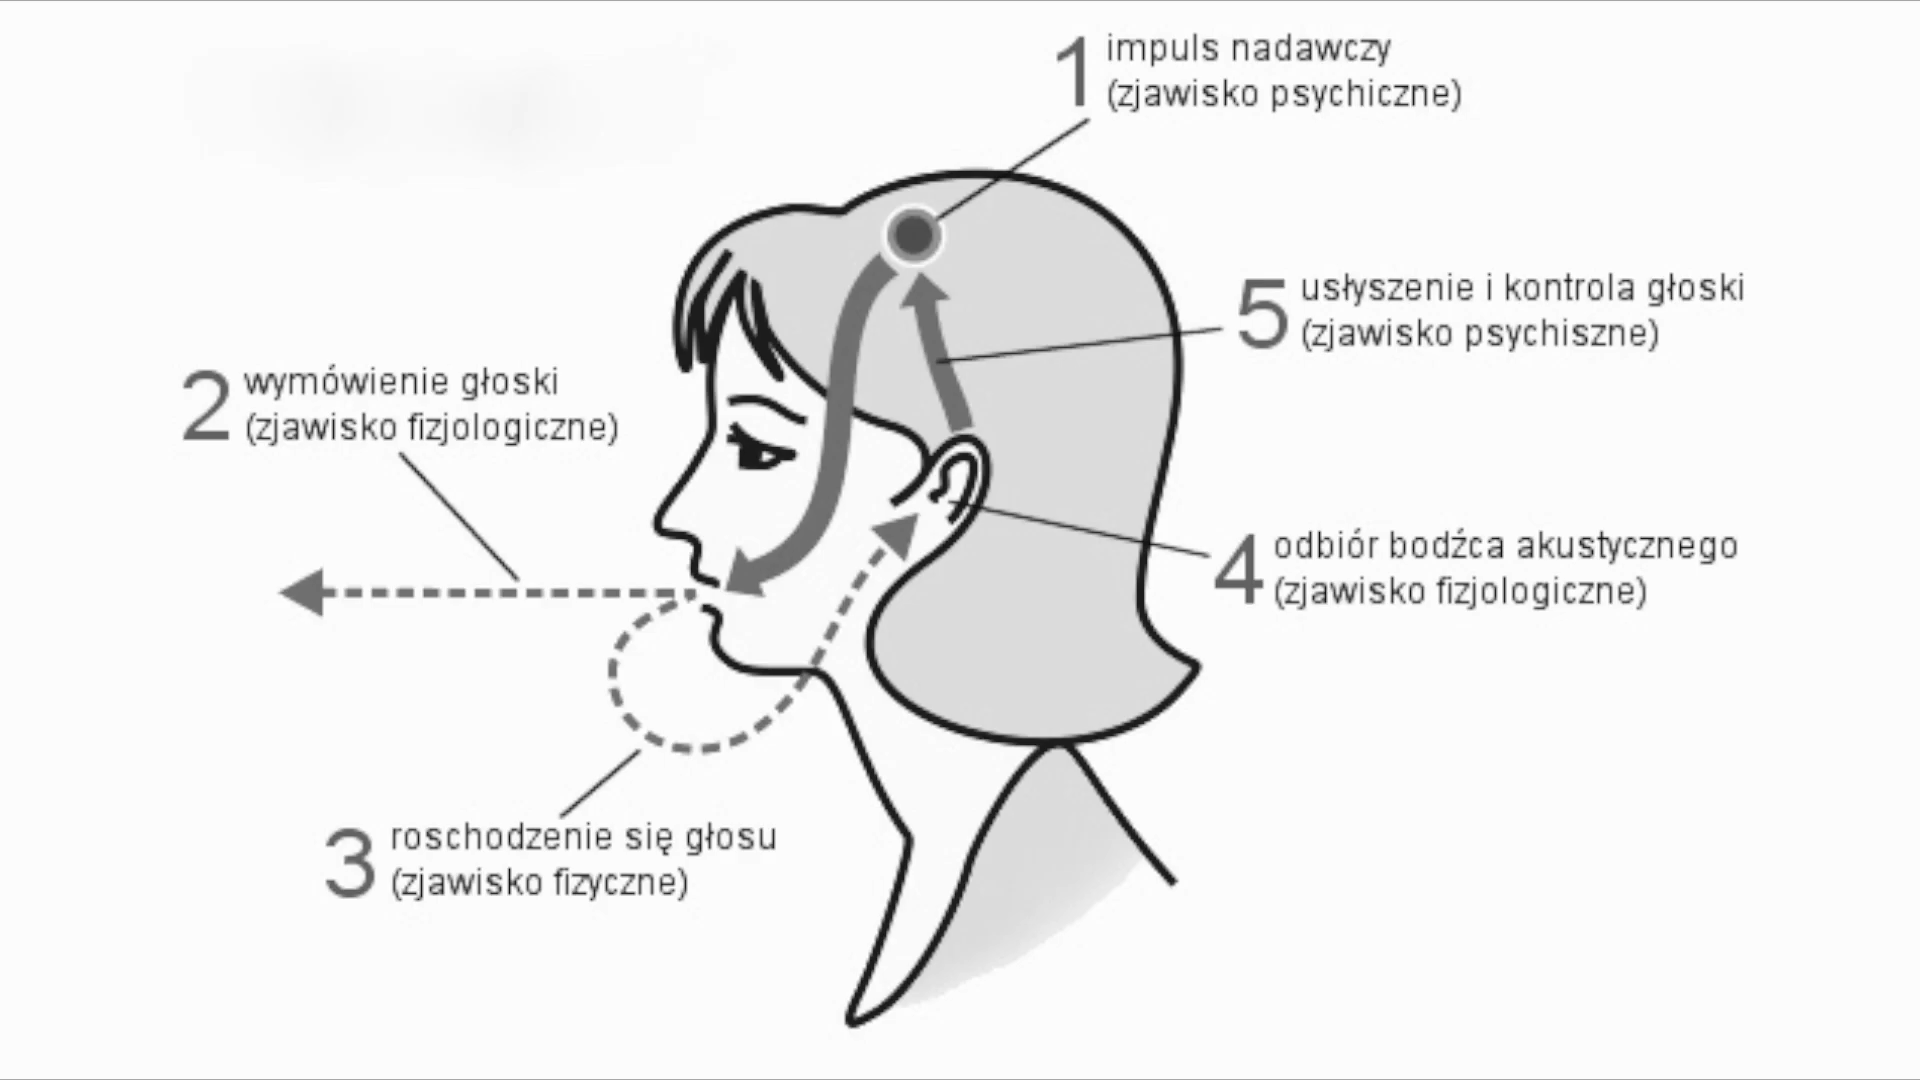 1 impuls nadawczy
(zjawisko psychiczne)
5 usłyszenie i kontrola głoski
(zjawisko psychiszne)
2 wymówienie głoski
(zjawisko fizjologiczne)
4 odbiór bodźca akustycznego
(zjawisko fizjologiczne)
3 roschodzenie się głosu
(zjawisko fizyczne)